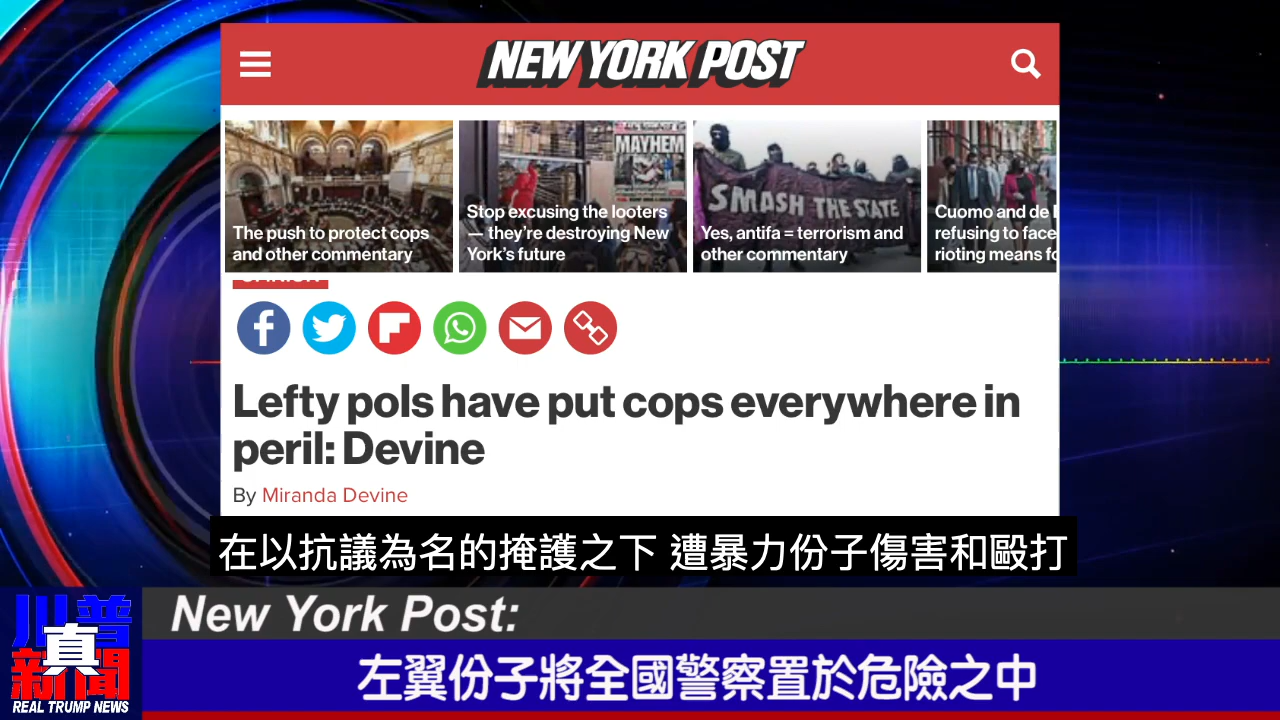 NEW YORK POST
MAYHEM
SMASH THE STATE
The push to protect cops
and other commentary
Stop excusing the looters
— they're destroying New
York's future
Yes, antifa = terrorism and
other commentary
Cuomo and de
refusing to face
rioting means
Lefty pols have put cops everywhere in
peril: Devine
By Miranda Devine
在以抗議為名的掩護之下 遭暴力份子傷害和毆打
New York Post:
左翼份子將全國警察置於危險之中
川普
真
新聞
REAL TRUMP NEWS